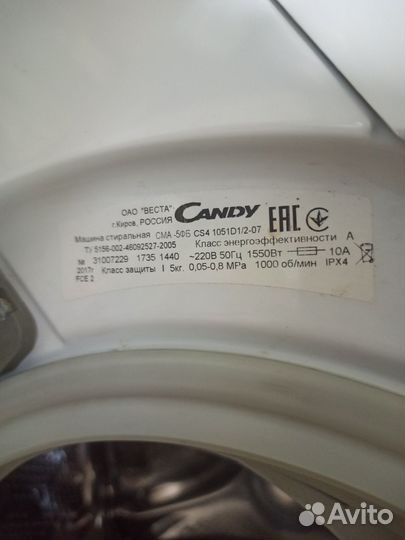 ОАО "ВЕСТА"
г.Киров, РОССИЯ
CANDY
EAC
Машина стиральная СМА -5ФБ CS4 1051D1/2-07
ТУ 5156-002-46092527-2005 Класс энергоэффективности А
№ 31007229 1735 1440 ~220В 50Гц 1550Вт 10А
2017г Класс защиты I 5кг. 0,05-0,8 МРа 1000 об/мин IPX4
FCE 2
Avito